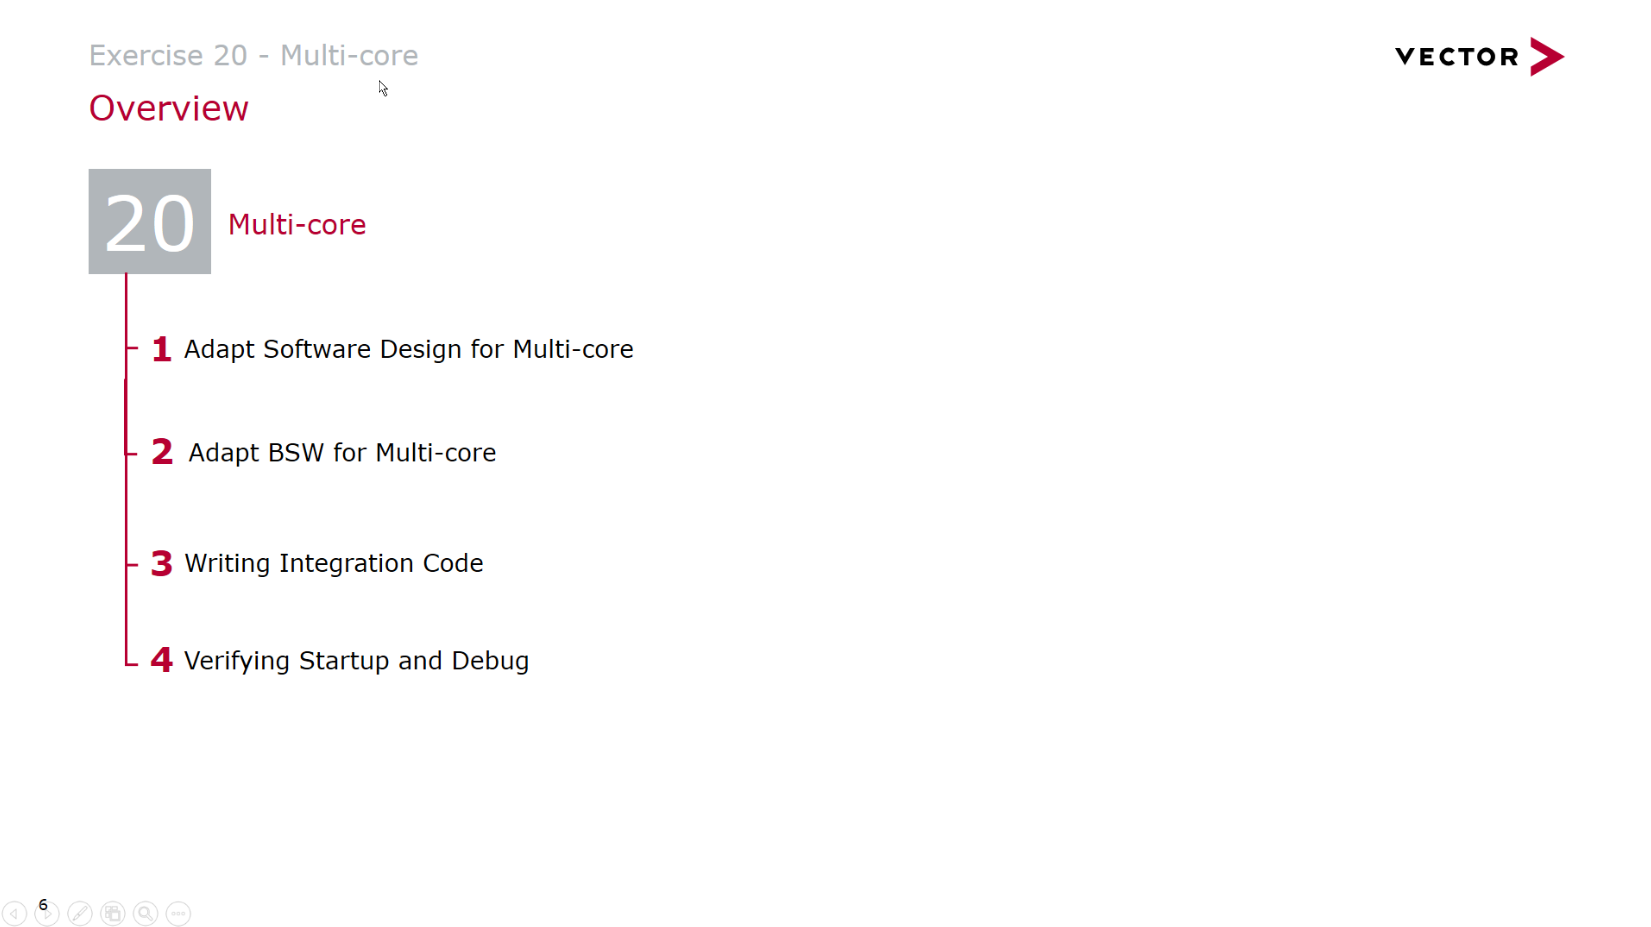 Exercise 20 - Multi-core
VECTOR
Overview
20
Multi-core
1 Adapt Software Design for Multi-core
2 Adapt BSW for Multi-core
3 Writing Integration Code
4 Verifying Startup and Debug
6